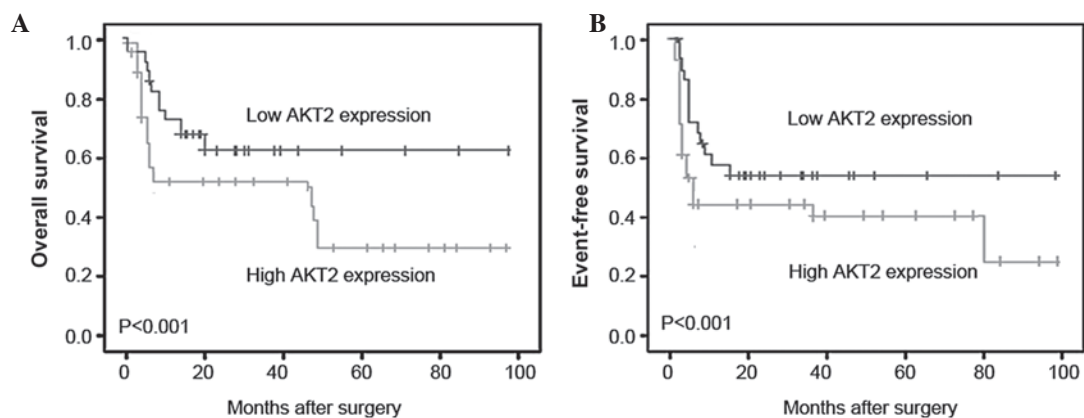 A
Overall survival
1.0
0.8
0.6
0.4
0.2
0.0
Low AKT2 expression
High AKT2 expression
P<0.001
0 20 40 60 80 100
Months after surgery
B
Event-free survival
1.0
0.8
0.6
0.4
0.2
0.0
Low AKT2 expression
High AKT2 expression
P<0.001
0 20 40 60 80 100
Months after surgery